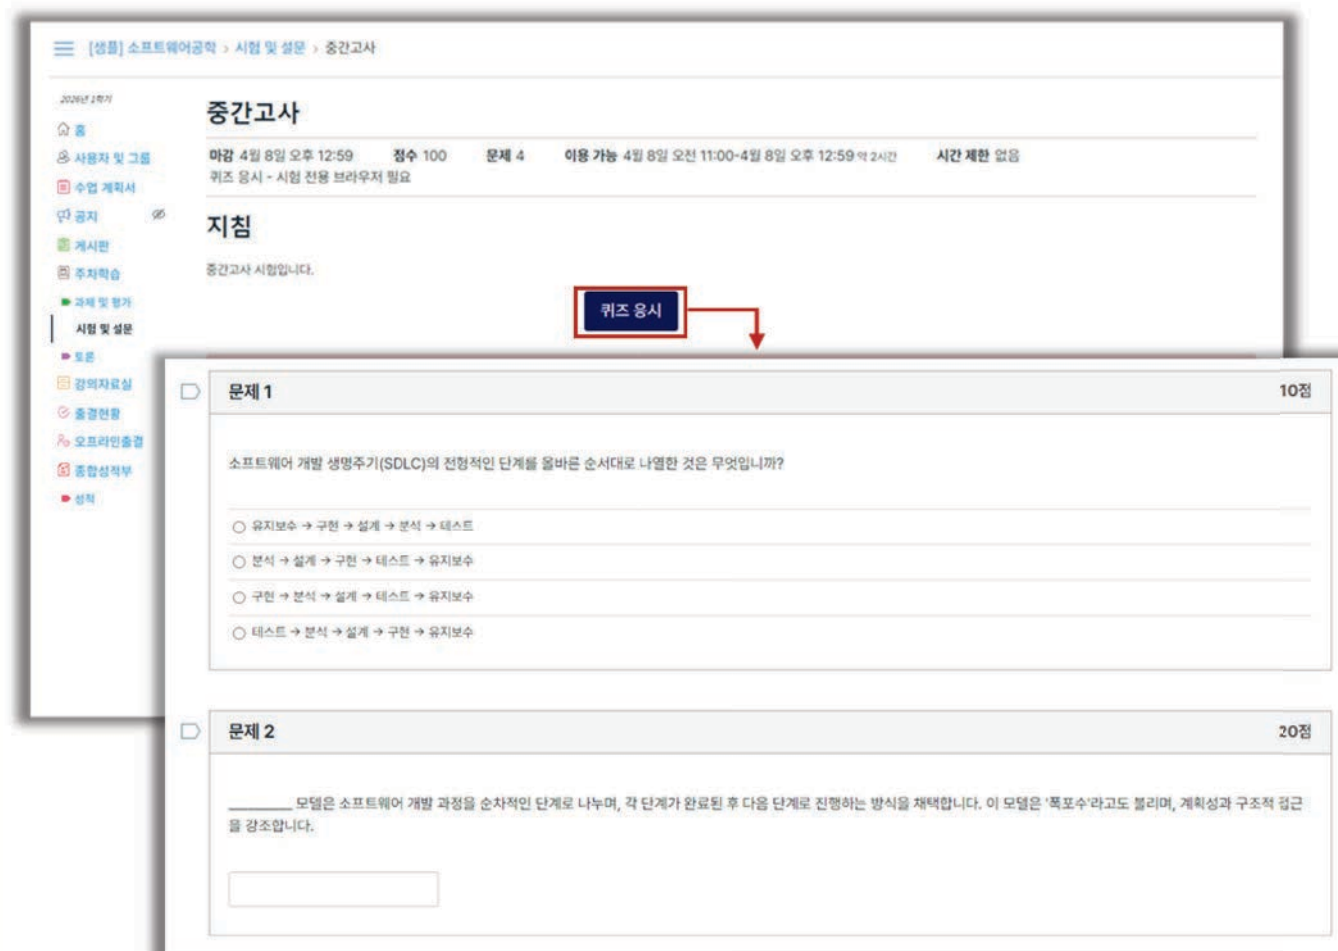 [샘플] 소프트웨어공학 › 시험 및 설문 › 중간고사
2026년 1학기
홈
사용자 및 그룹
수업 계획서
공지
게시판
주차학습
과제 및 평가
시험 및 설문
토론
강의자료실
출결현황
오프라인출결
종합성적부
성적
중간고사
마감 4월 8일 오후 12:59 점수 100 문제 4 이용 가능 4월 8일 오전 11:00-4월 8일 오후 12:59 약 2시간 시간 제한 없음
퀴즈 응시 - 시험 전용 브라우저 필요
지침
중간고사 시험입니다.
퀴즈 응시
문제 1 10점
소프트웨어 개발 생명주기(SDLC)의 전형적인 단계를 올바른 순서대로 나열한 것은 무엇입니까?
유지보수 → 구현 → 설계 → 분석 → 테스트
분석 → 설계 → 구현 → 테스트 → 유지보수
구현 → 분석 → 설계 → 테스트 → 유지보수
테스트 → 분석 → 설계 → 구현 → 유지보수
문제 2 20점
__________ 모델은 소프트웨어 개발 과정을 순차적인 단계로 나누며, 각 단계가 완료된 후 다음 단계로 진행하는 방식을 채택합니다. 이 모델은 '폭포수'라고도 불리며, 계획성과 구조적 접근
을 강조합니다.